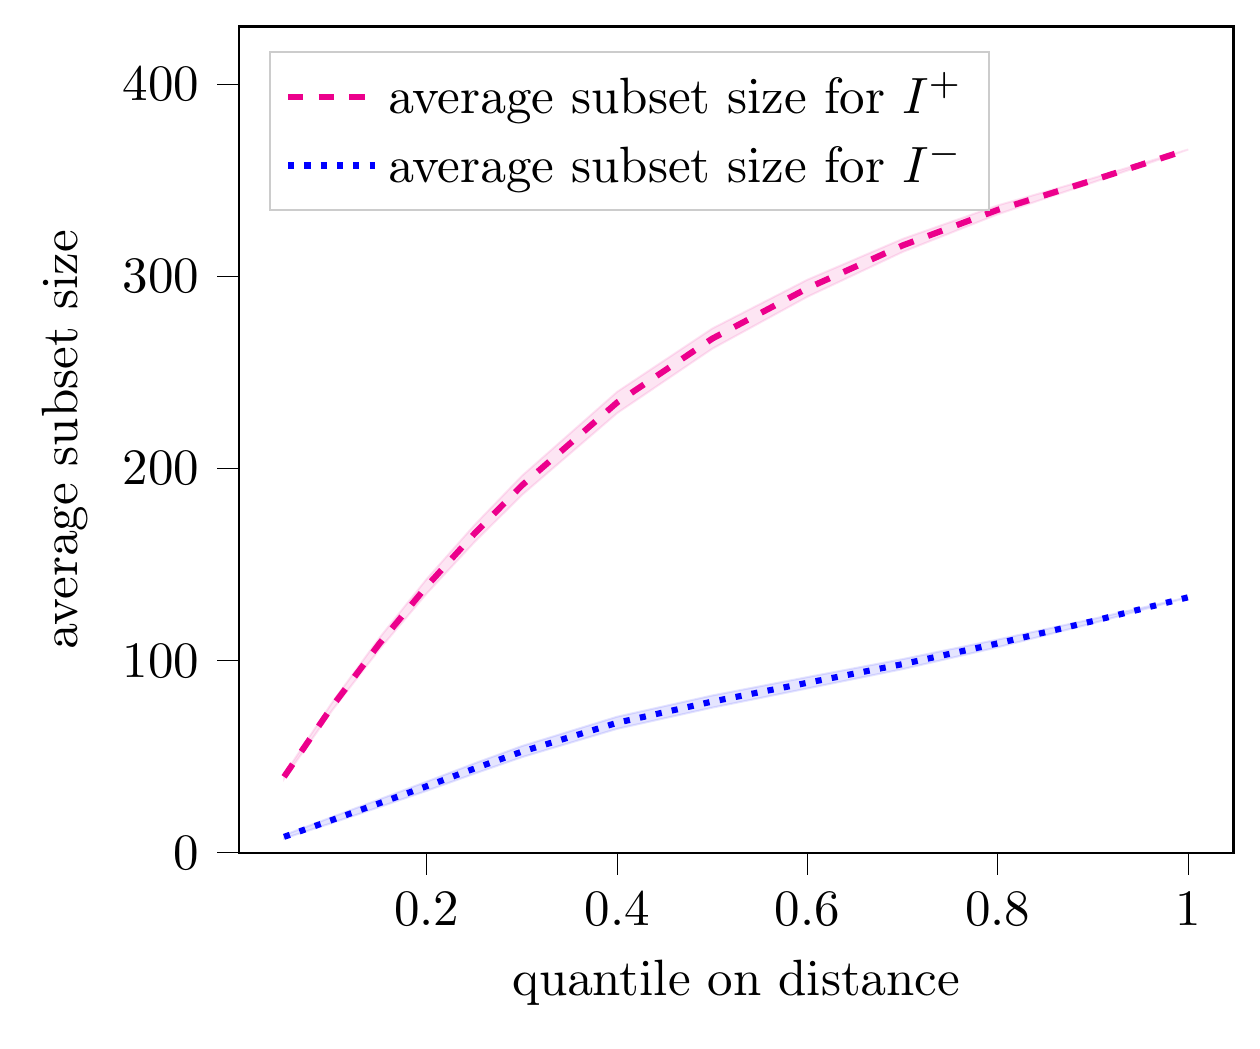 average subset size for I⁺
average subset size for I⁻
400
300
200
100
0
average subset size
0.2 0.4 0.6 0.8 1
quantile on distance